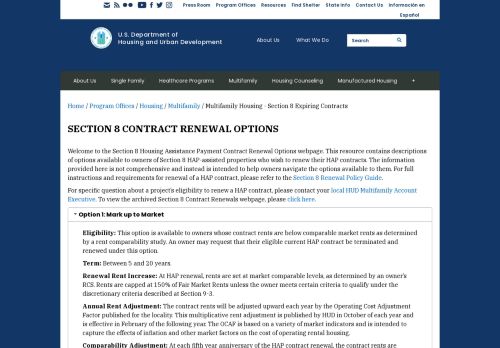 Press Room Program Offices Resources Find Shelter State Info Contact Us Información en
Español
U.S. Department of
Housing and Urban Development
About Us What We Do
Search
About Us Single Family Healthcare Programs Multifamily Housing Counseling Manufactured Housing +
Home / Program Offices / Housing / Multifamily / Multifamily Housing - Section 8 Expiring Contracts
SECTION 8 CONTRACT RENEWAL OPTIONS
Welcome to the Section 8 Housing Assistance Payment Contract Renewal Options webpage. This resource contains descriptions
of options available to owners of Section 8 HAP-assisted properties who wish to renew their HAP contracts. The information
provided here is not comprehensive and instead is intended to help owners navigate the options available to them. For full
instructions and requirements for renewal of a HAP contract, please refer to the Section 8 Renewal Policy Guide.
For specific question about a project's eligibility to renew a HAP contract, please contact your local HUD Multifamily Account
Executive. To view the archived Section 8 Contract Renewals webpage, please click here.
Option 1: Mark up to Market
Eligibility: This option is available to owners whose contract rents are below comparable market rents as determined
by a rent comparability study. An owner may request that their eligible current HAP contract be terminated and
renewed under this option.
Term: Between 5 and 20 years.
Renewal Rent Increase: At HAP renewal, rents are set at market comparable levels, as determined by an owner's
RCS. Rents are capped at 150% of Fair Market Rents unless the owner meets certain criteria to qualify under the
discretionary criteria described at Section 9-3.
Annual Rent Adjustment: The contract rents will be adjusted upward each year by the Operating Cost Adjustment
Factor published for the locality. This multiplicative rent adjustment is published by HUD in October of each year and
is effective in February of the following year. The OCAF is based on a variety of market indicators and is intended to
capture the effects of inflation and other market factors on the cost of operating rental housing.
Comparability Adjustment: At each fifth year anniversary of the HAP contract renewal, the contract rents are